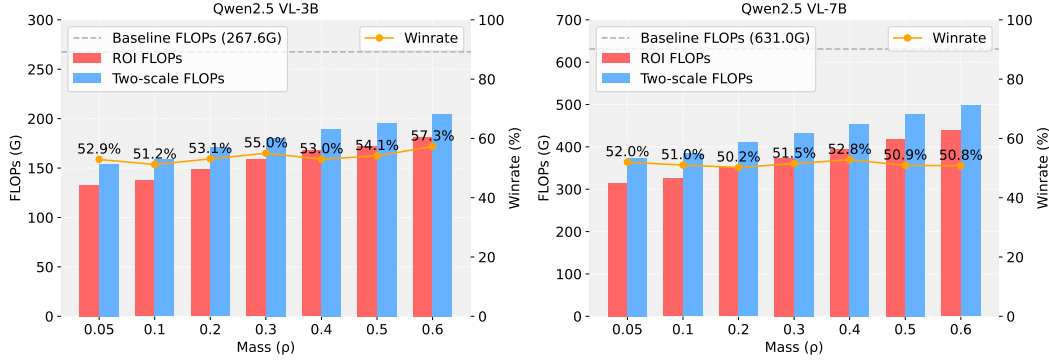 Qwen2.5 VL-3B
Baseline FLOPs (267.6G)
ROI FLOPs
Two-scale FLOPs
Winrate
300
250
200
150
100
50
0
FLOPs (G)
100
80
60
40
20
0
Winrate (%)
52.9% 51.2% 53.1% 55.0% 53.0% 54.1% 57.3%
0.05 0.1 0.2 0.3 0.4 0.5 0.6
Mass (ρ)
Qwen2.5 VL-7B
Baseline FLOPs (631.0G)
ROI FLOPs
Two-scale FLOPs
Winrate
700
600
500
400
300
200
100
0
FLOPs (G)
100
80
60
40
20
0
Winrate (%)
52.0% 51.0% 50.2% 51.5% 52.8% 50.9% 50.8%
0.05 0.1 0.2 0.3 0.4 0.5 0.6
Mass (ρ)